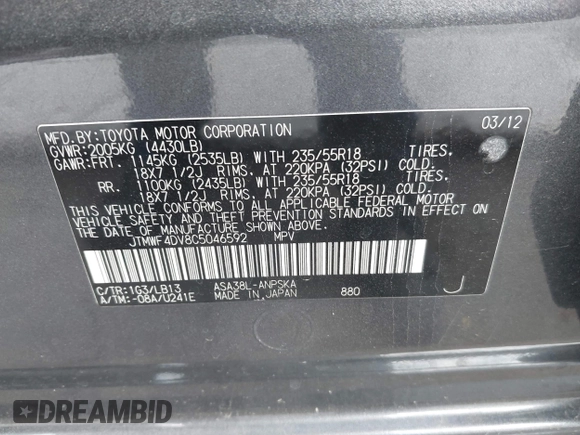 MFD.BY:TOYOTA MOTOR CORPORATION 03/12
GVWR:2005KG (4430LB)
GAWR:FRT. 1145KG (2535LB) WITH 235/55R18 TIRES.
18X7 1/2J RIMS. AT 220KPA (32PSI) COLD.
RR. 1100KG (2435LB) WITH 235/55R18 TIRES.
18X7 1/2J RIMS. AT 220KPA (32PSI) COLD.
THIS VEHICLE CONFORMS TO ALL APPLICABLE FEDERAL MOTOR
VEHICLE SAFETY AND THEFT PREVENTION STANDARDS IN EFFECT
ON THE DATE OF MANUFACTURE SHOWN ABOVE.
JTMWF4DV8C5046592 MPV
C/TR:1G3/LB13 ASA38L-ANPSKA
A/TM:-08A/U241E MADE IN JAPAN 880 J
DREAMBID